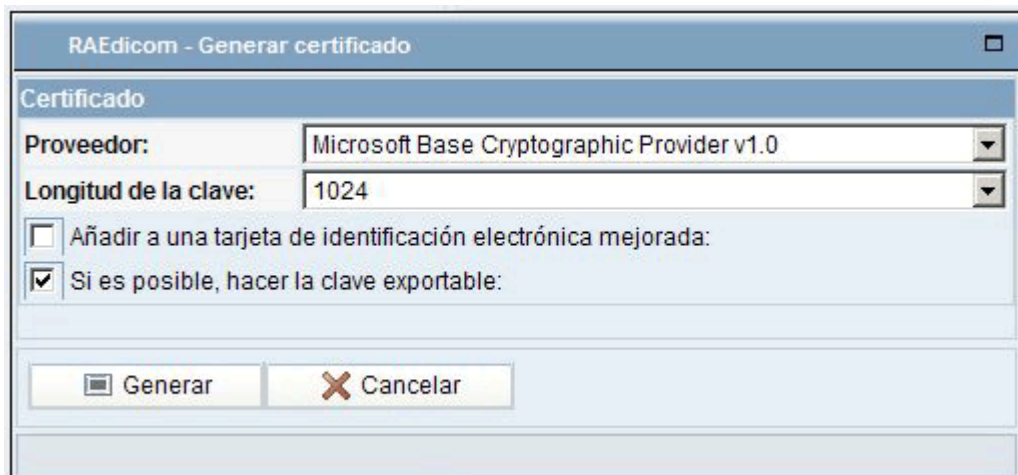 RAEdicom - Generar certificado
Certificado
Proveedor: Microsoft Base Cryptographic Provider v1.0
Longitud de la clave: 1024
Añadir a una tarjeta de identificación electrónica mejorada:
Si es posible, hacer la clave exportable:
Generar Cancelar